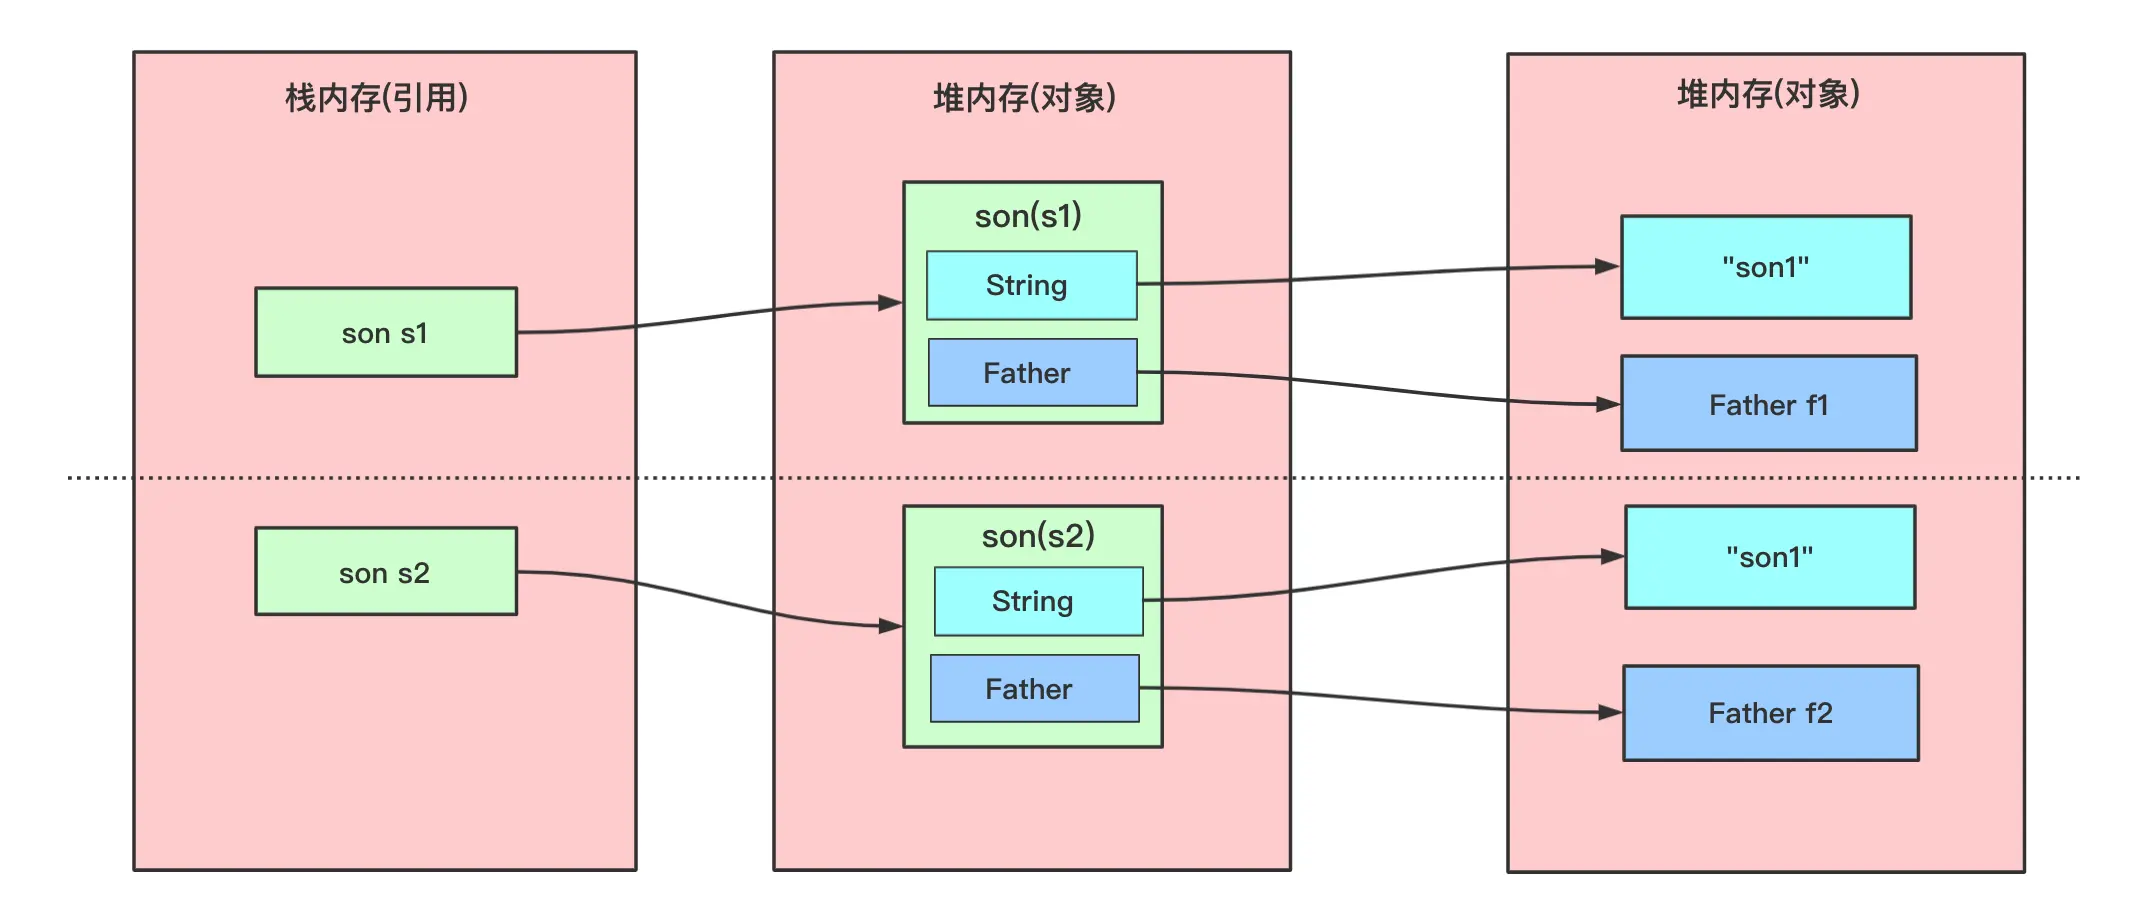 栈内存(引用)
堆内存(对象)
堆内存(对象)
son s1
son(s1)
String
Father
"son1"
Father f1
son s2
son(s2)
String
Father
"son1"
Father f2